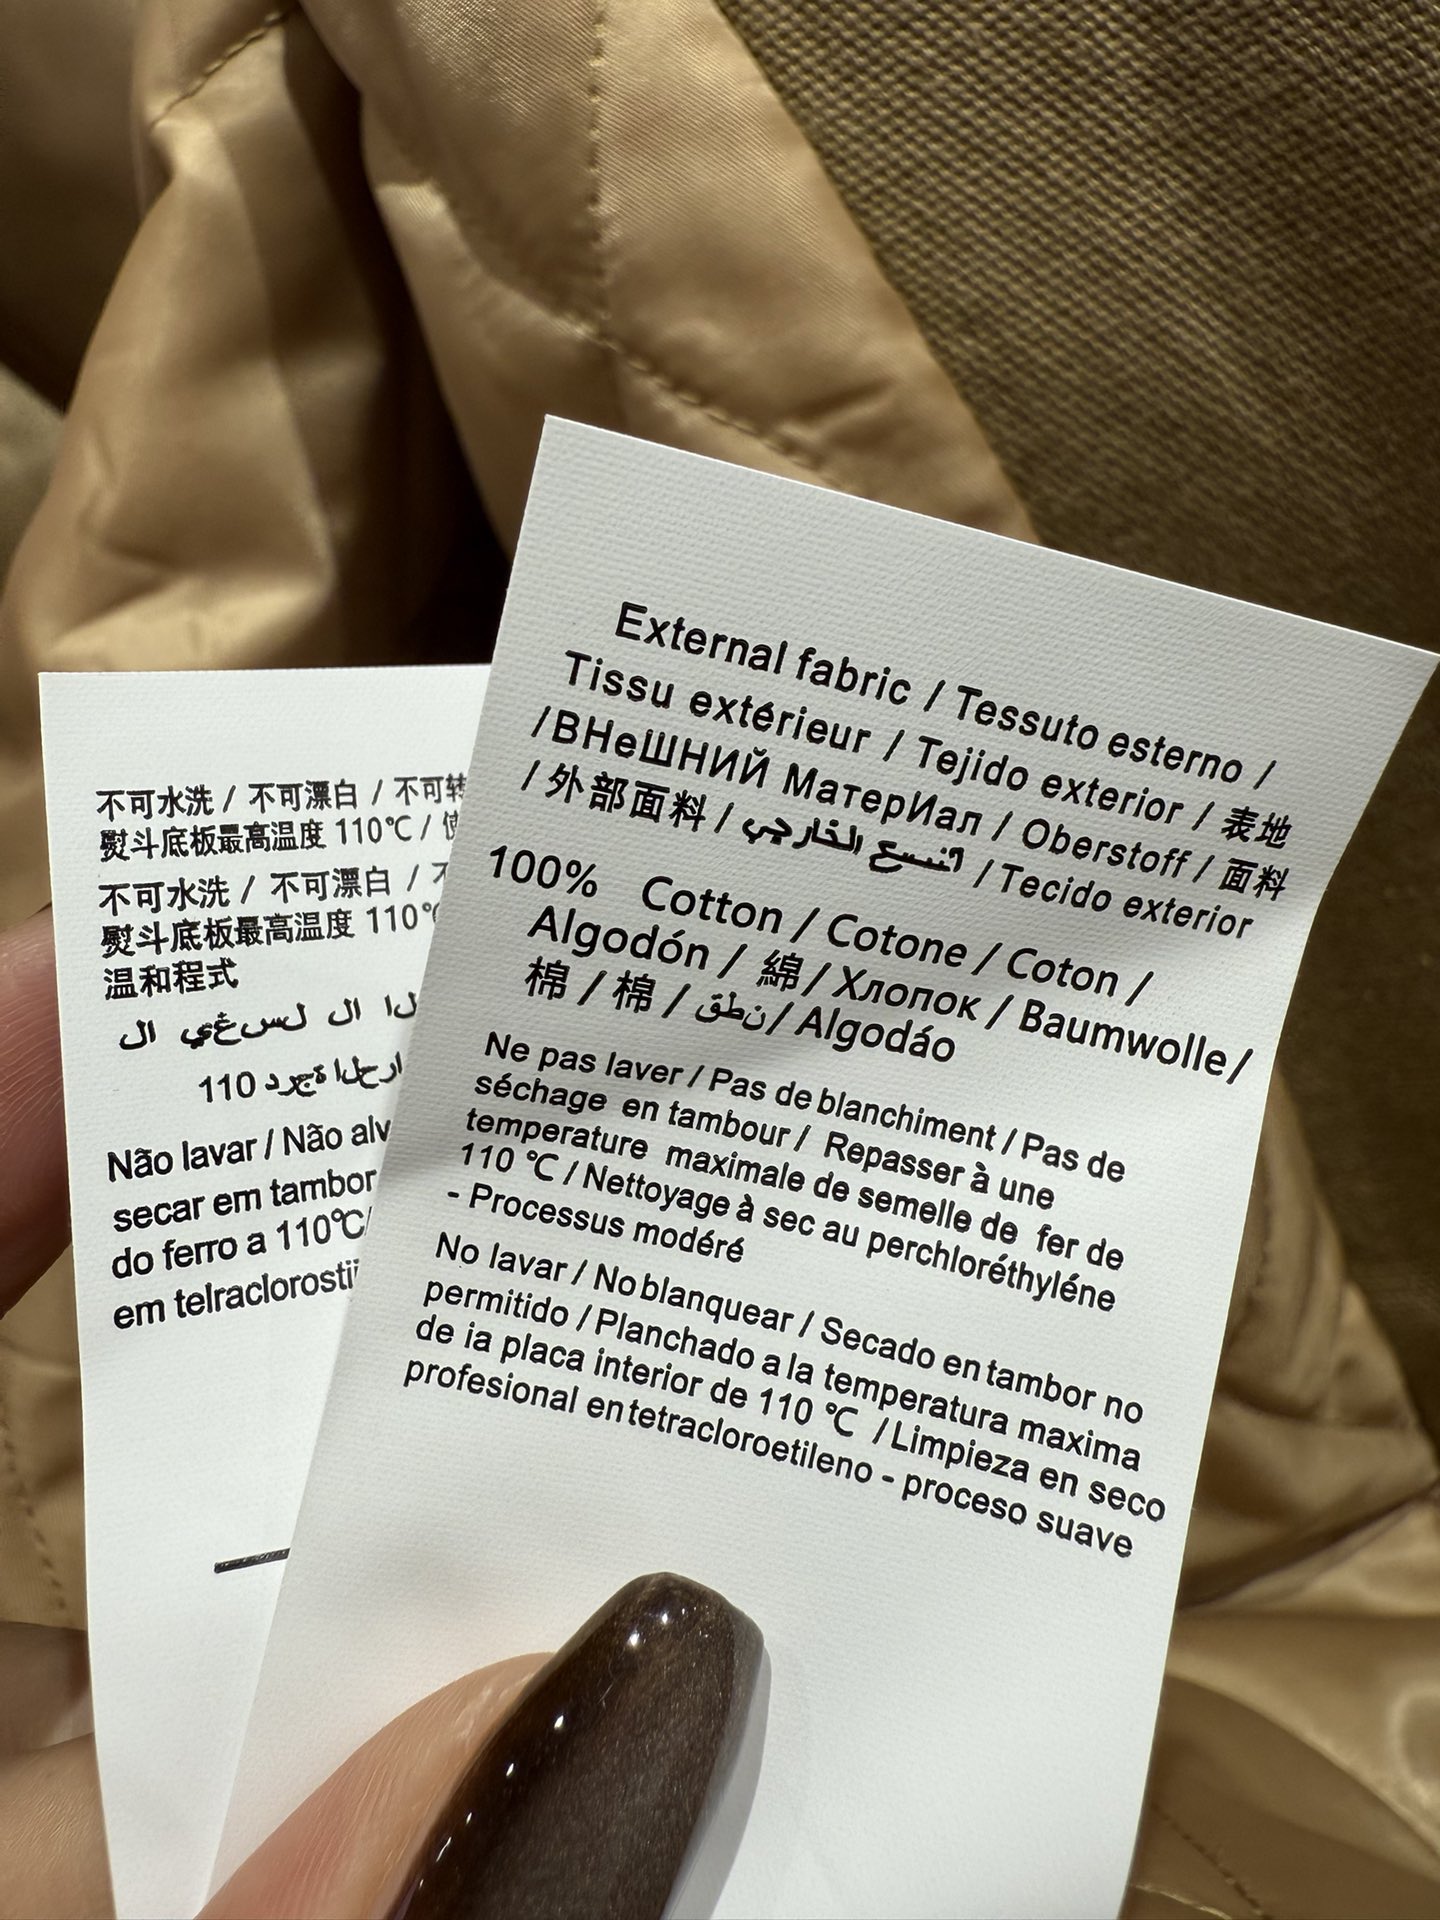 External fabric / Tessuto esterno /
Tissu extérieur / Tejido exterior / 表地
/ВНеШНИЙ МатерИал / Oberstoff / 面料
/ 外部面料 / / Tecido exterior
100% Cotton / Cotone / Coton /
Algodón / 綿 / Хлопок / Baumwolle /
棉 / 棉 / نطق / Algodáo
Ne pas laver / Pas de blanchiment / Pas de
séchage en tambour / Repasser à une
temperature maximale de semelle de fer de
110 °C / Nettoyage à sec au perchloréthyléne
- Processus modéré
No lavar / No blanquear / Secado en tambor no
permitido / Planchado a la temperatura maxima
de ia placa interior de 110 °C / Limpieza en seco
profesional en tetracloroetileno - proceso suave
不可水洗 / 不可漂白 / 不可转
熨斗底板最高温度 110°C / 使
不可水洗 / 不可漂白 /
熨斗底板最高温度 110°C
温和程式
110
Não lavar / Não alv
secar em tambor
do ferro a 110°C/
em telraclorosti